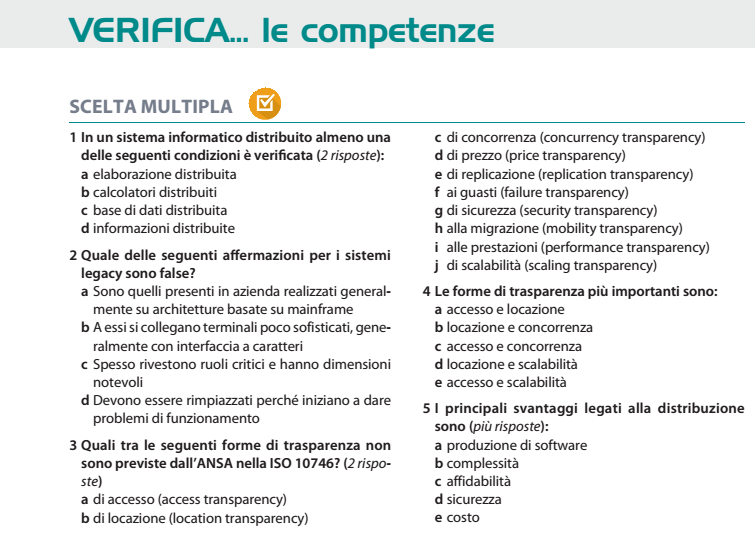 VERIFICA... le competenze
SCELTA MULTIPLA
1 In un sistema informatico distribuito almeno una
delle seguenti condizioni è verificata (2 risposte):
a elaborazione distribuita
b calcolatori distribuiti
c base di dati distribuita
d informazioni distribuite
2 Quale delle seguenti affermazioni per i sistemi
legacy sono false?
a Sono quelli presenti in azienda realizzati general-
mente su architetture basate su mainframe
b A essi si collegano terminali poco sofisticati, gene-
ralmente con interfaccia a caratteri
c Spesso rivestono ruoli critici e hanno dimensioni
notevoli
d Devono essere rimpiazzati perché iniziano a dare
problemi di funzionamento
3 Quali tra le seguenti forme di trasparenza non
sono previste dall'ANSA nella ISO 10746? (2 rispo-
ste)
a di accesso (access transparency)
b di locazione (location transparency)
c di concorrenza (concurrency transparency)
d di prezzo (price transparency)
e di replicazione (replication transparency)
f ai guasti (failure transparency)
g di sicurezza (security transparency)
h alla migrazione (mobility transparency)
i alle prestazioni (performance transparency)
j di scalabilità (scaling transparency)
4 Le forme di trasparenza più importanti sono:
a accesso e locazione
b locazione e concorrenza
c accesso e concorrenza
d locazione e scalabilità
e accesso e scalabilità
5 I principali svantaggi legati alla distribuzione
sono (più risposte):
a produzione di software
b complessità
c affidabilità
d sicurezza
e costo